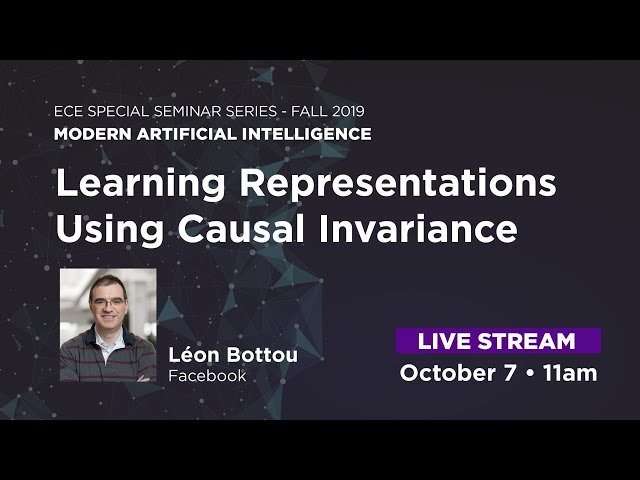 ECE SPECIAL SEMINAR SERIES - FALL 2019
MODERN ARTIFICIAL INTELLIGENCE
Learning Representations
Using Causal Invariance
Léon Bottou
Facebook
LIVE STREAM
October 7 • 11am